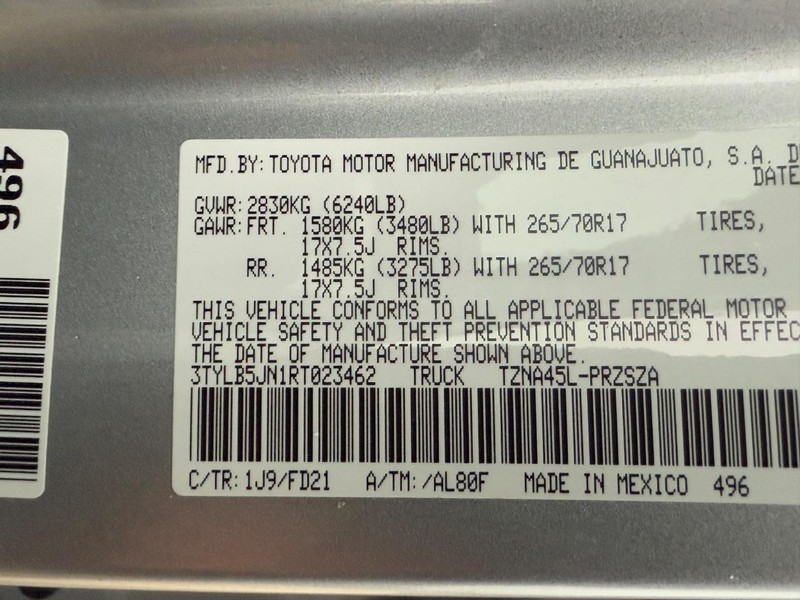 496
MFD.BY: TOYOTA MOTOR MANUFACTURING DE GUANAJUATO, S.A.
DATE
GVWR: 2830KG (6240LB)
GAWR: FRT. 1580KG (3480LB) WITH 265/70R17 TIRES,
17X7.5J RIMS.
RR. 1485KG (3275LB) WITH 265/70R17 TIRES,
17X7.5J RIMS.
THIS VEHICLE CONFORMS TO ALL APPLICABLE FEDERAL MOTOR
VEHICLE SAFETY AND THEFT PREVENTION STANDARDS IN EFFEC
THE DATE OF MANUFACTURE SHOWN ABOVE.
3TYLB5JN1RT023462 TRUCK TZNA45L-PRZSZA
C/TR: 1J9/FD21 A/TM: /AL80F MADE IN MEXICO 496